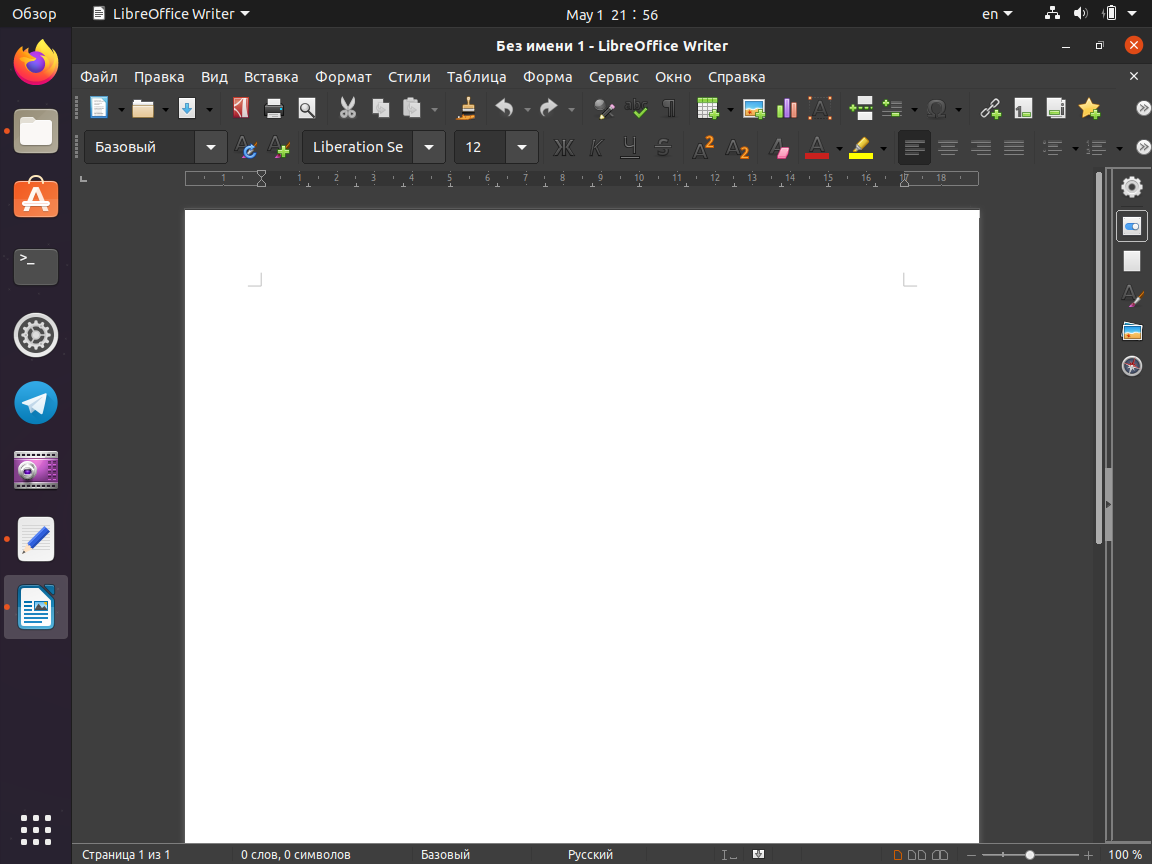 Обзор LibreOffice Writer May 1 21 : 56 en
Без имени 1 - LibreOffice Writer
Файл Правка Вид Вставка Формат Стили Таблица Форма Сервис Окно Справка
Базовый Liberation Se 12 Ж К Ч S A2 A2 A
1 1 2 3 4 5 6 7 8 9 10 11 12 13 14 15 16 17 18
>_
Страница 1 из 1 0 слов, 0 символов Базовый Русский 100 %